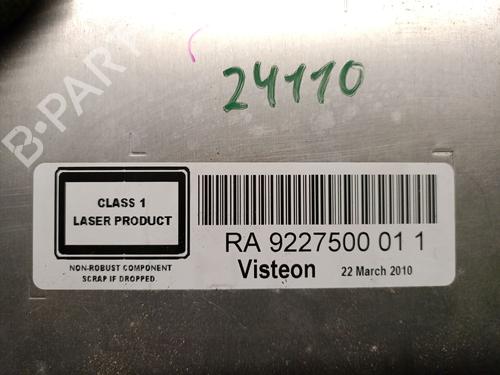 24110
B-PARTS
CLASS 1
LASER PRODUCT
NON-ROBUST COMPONENT
SCRAP IF DROPPED.
RA 9227500 01 1
Visteon 22 March 2010